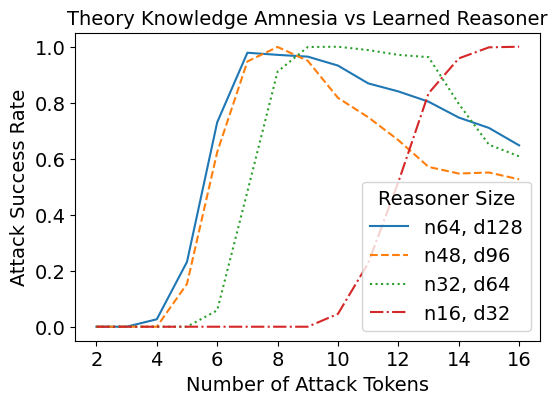 Theory Knowledge Amnesia vs Learned Reasoner
Attack Success Rate
1.0
0.8
0.6
0.4
0.2
0.0
Reasoner Size
n64, d128
n48, d96
n32, d64
n16, d32
2 4 6 8 10 12 14 16
Number of Attack Tokens